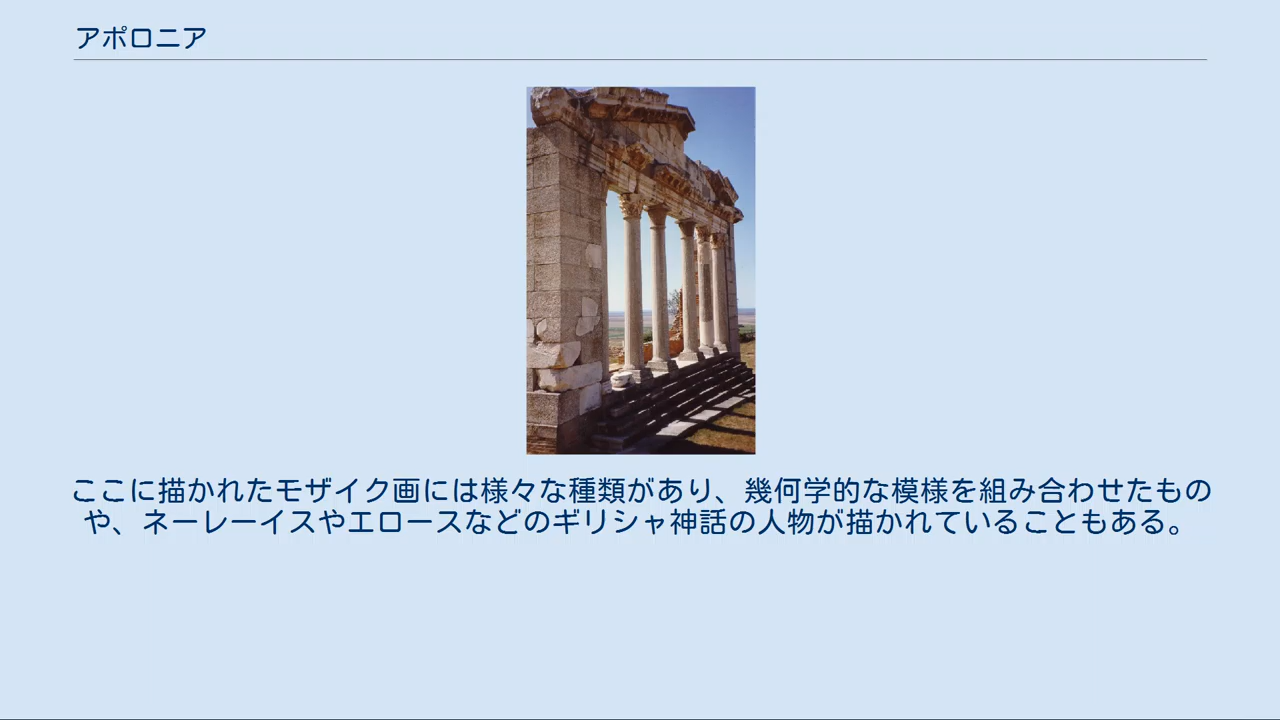 アポロニア
ここに描かれたモザイク画には様々な種類があり、幾何学的な模様を組み合わせたもの
や、ネーレーイスやエロースなどのギリシャ神話の人物が描かれていることもある。